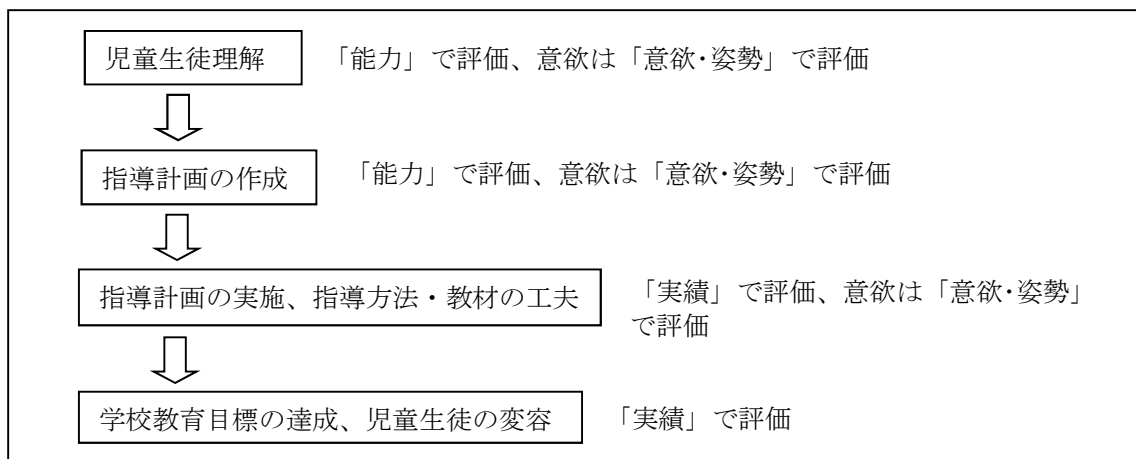 児童生徒理解 「能力」で評価、意欲は「意欲・姿勢」で評価
指導計画の作成 「能力」で評価、意欲は「意欲・姿勢」で評価
指導計画の実施、指導方法・教材の工夫 「実績」で評価、意欲は「意欲・姿勢」
で評価
学校教育目標の達成、児童生徒の変容 「実績」で評価